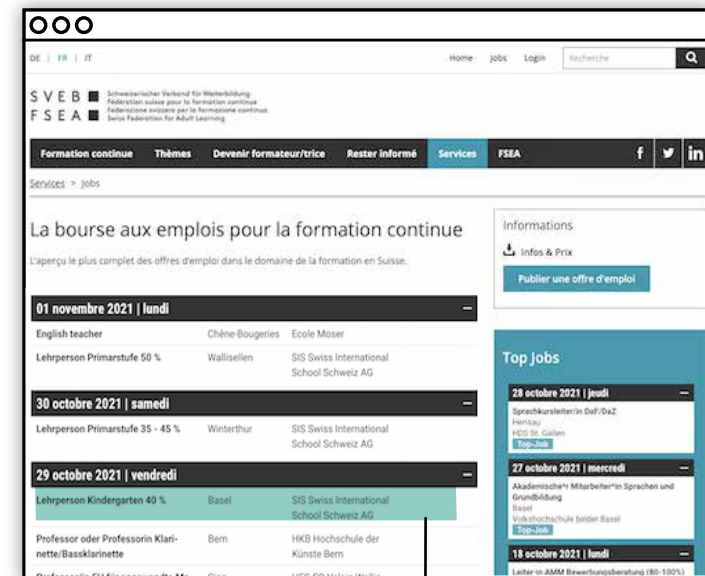 DE | FR | IT
Home Jobs Login Recherche
SVEB
FSEA
Schweizerischer Verband für Weiterbildung
Fédération suisse pour la formation continue
Federazione svizzera per la formazione continua
Swiss Federation for Adult Learning
Formation continue Thèmes Devenir formateur/trice Rester informé Services FSEA
Services > Jobs
La bourse aux emplois pour la formation continue
L'aperçu le plus complet des offres d'emploi dans le domaine de la formation en Suisse.
01 novembre 2021 | lundi
English teacher Chêne-Bougeries Ecole Moser
Lehrperson Primarstufe 50 % Wallisellen SIS Swiss International
School Schweiz AG
30 octobre 2021 | samedi
Lehrperson Primarstufe 35 - 45 % Winterthur SIS Swiss International
School Schweiz AG
29 octobre 2021 | vendredi
Lehrperson Kindergarten 40 % Basel SIS Swiss International
School Schweiz AG
Professor oder Professorin Klari- Bern HKB Hochschule der
nette/Bassklarinette Künste Bern
Informations
Infos & Prix
Publier une offre d'emploi
Top Jobs
28 octobre 2021 | jeudi
Sprachkursleiter/in DaF/DaZ
HDS St. Gallen
Top-Job
27 octobre 2021 | mercredi
Akademische*r Mitarbeiter*in Sprachen und
Grundbildung
Basel
Volkshochschule beider Basel
Top-Job
18 octobre 2021 | lundi
Leiter·in AMM Bewerbungsberatung (80-100%)